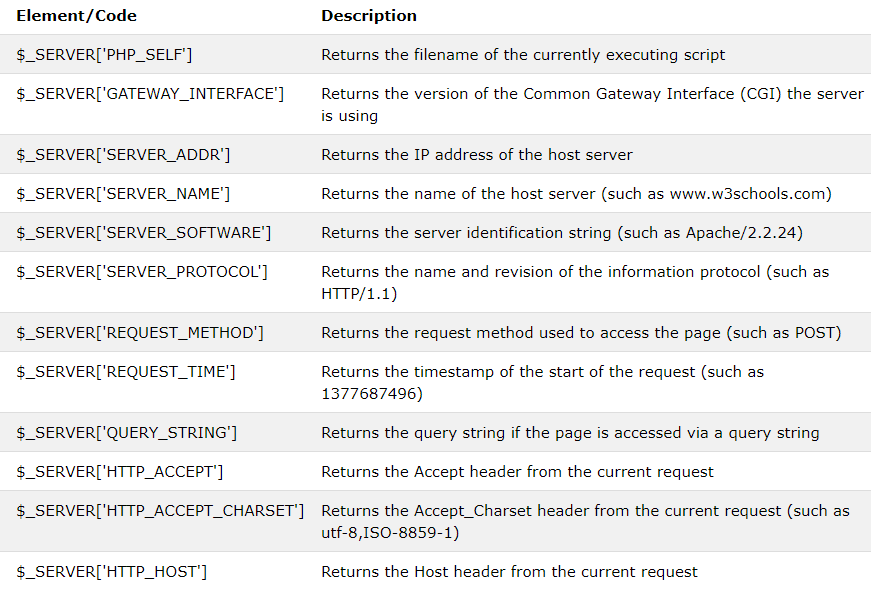 Element/Code Description
$_SERVER['PHP_SELF'] Returns the filename of the currently executing script
$_SERVER['GATEWAY_INTERFACE'] Returns the version of the Common Gateway Interface (CGI) the server
is using
$_SERVER['SERVER_ADDR'] Returns the IP address of the host server
$_SERVER['SERVER_NAME'] Returns the name of the host server (such as www.w3schools.com)
$_SERVER['SERVER_SOFTWARE'] Returns the server identification string (such as Apache/2.2.24)
$_SERVER['SERVER_PROTOCOL'] Returns the name and revision of the information protocol (such as
HTTP/1.1)
$_SERVER['REQUEST_METHOD'] Returns the request method used to access the page (such as POST)
$_SERVER['REQUEST_TIME'] Returns the timestamp of the start of the request (such as
1377687496)
$_SERVER['QUERY_STRING'] Returns the query string if the page is accessed via a query string
$_SERVER['HTTP_ACCEPT'] Returns the Accept header from the current request
$_SERVER['HTTP_ACCEPT_CHARSET'] Returns the Accept_Charset header from the current request (such as
utf-8,ISO-8859-1)
$_SERVER['HTTP_HOST'] Returns the Host header from the current request